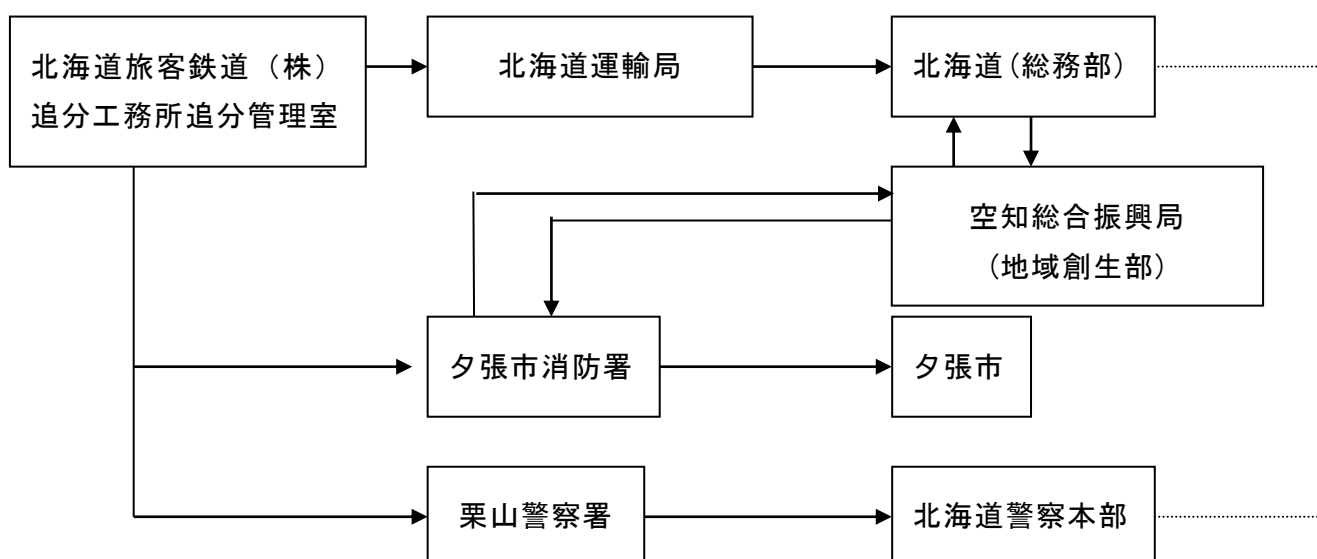 北海道旅客鉄道（株）
追分工務所追分管理室
北海道運輸局
北海道（総務部）
空知総合振興局
（地域創生部）
夕張市消防署
夕張市
栗山警察署
北海道警察本部